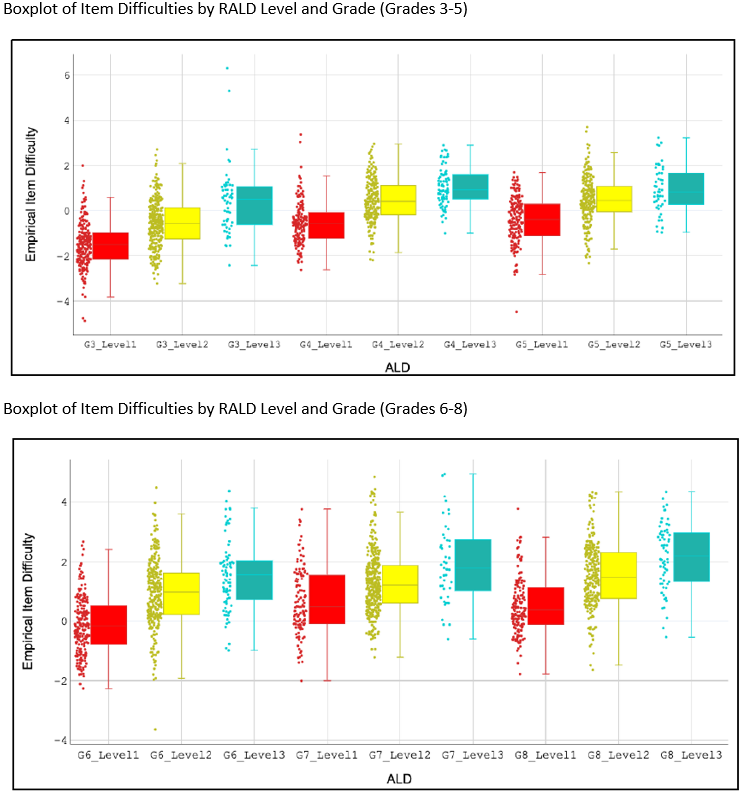 Boxplot of Item Difficulties by RALD Level and Grade (Grades 3-5)
Empirical Item Difficulty
6
4
2
0
−2
−4
G3_Level1 G3_Level2 G3_Level3 G4_Level1 G4_Level2 G4_Level3 G5_Level1 G5_Level2 G5_Level3
ALD
Boxplot of Item Difficulties by RALD Level and Grade (Grades 6-8)
Empirical Item Difficulty
4
2
0
−2
−4
G6_Level1 G6_Level2 G6_Level3 G7_Level1 G7_Level2 G7_Level3 G8_Level1 G8_Level2 G8_Level3
ALD